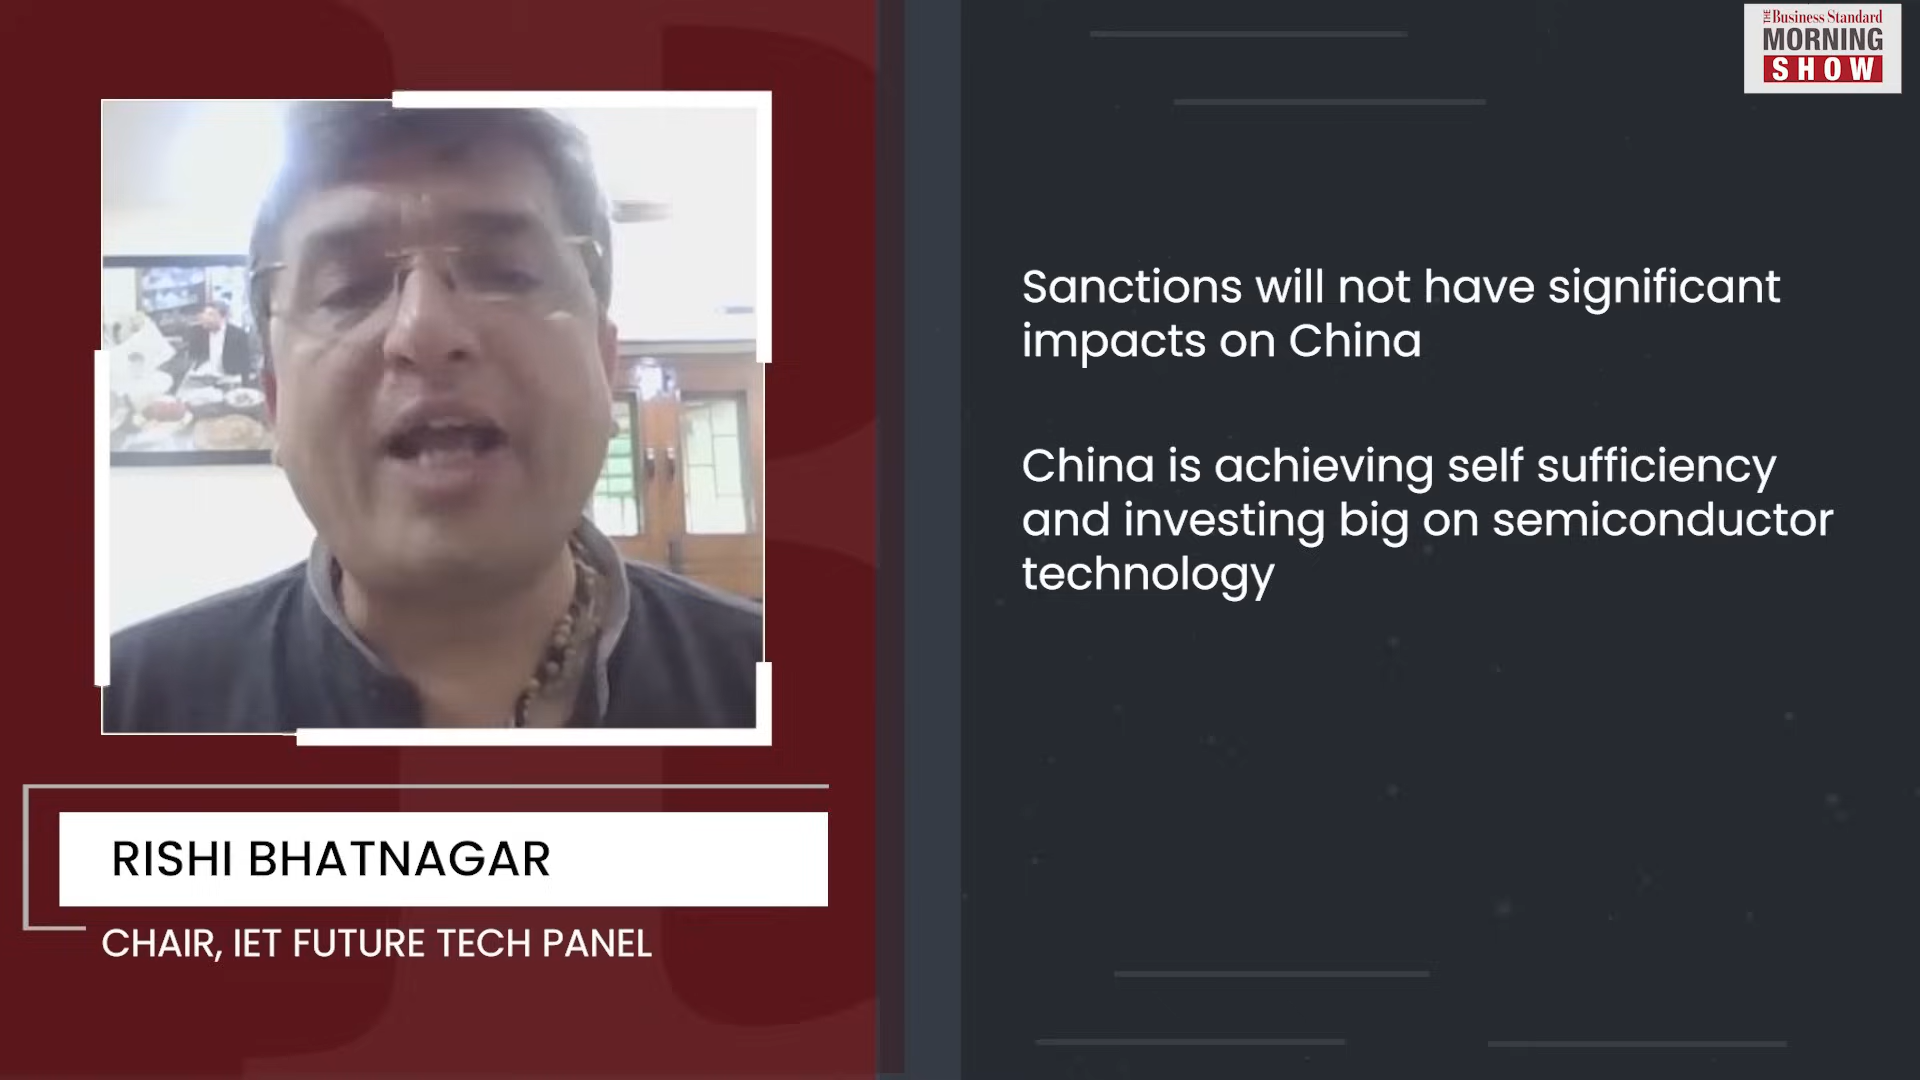 THE Business Standard
MORNING
SHOW
Sanctions will not have significant
impacts on China
China is achieving self sufficiency
and investing big on semiconductor
technology
RISHI BHATNAGAR
CHAIR, IET FUTURE TECH PANEL